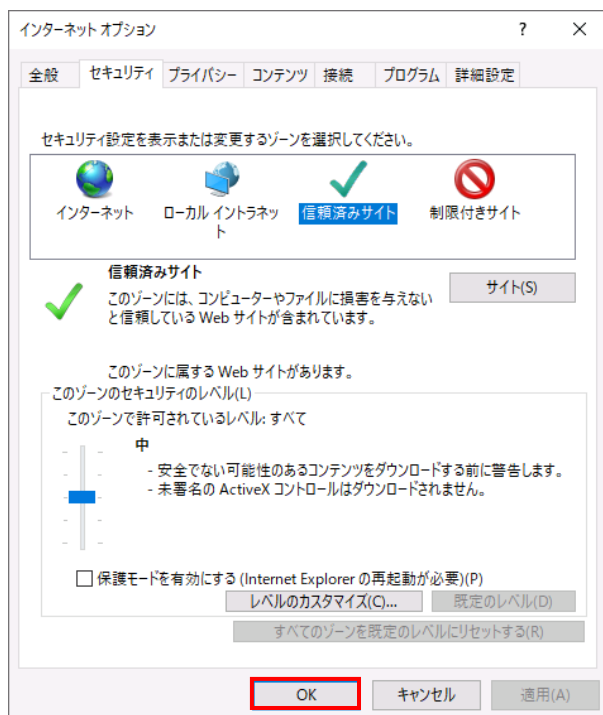 インターネット オプション
?
×
全般 セキュリティ プライバシー コンテンツ 接続 プログラム 詳細設定
セキュリティ設定を表示または変更するゾーンを選択してください。
インターネット ローカル イントラネッ 信頼済みサイト 制限付きサイト
ト
信頼済みサイト
サイト(S)
このゾーンには、コンピューターやファイルに損害を与えない
と信頼している Web サイトが含まれています。
このゾーンに属する Web サイトがあります。
このゾーンのセキュリティのレベル(L)
このゾーンで許可されているレベル: すべて
中
- 安全でない可能性のあるコンテンツをダウンロードする前に警告します。
- 未署名の ActiveX コントロールはダウンロードされません。
保護モードを有効にする (Internet Explorer の再起動が必要)(P)
レベルのカスタマイズ(C)... 既定のレベル(D)
すべてのゾーンを既定のレベルにリセットする(R)
OK キャンセル 適用(A)